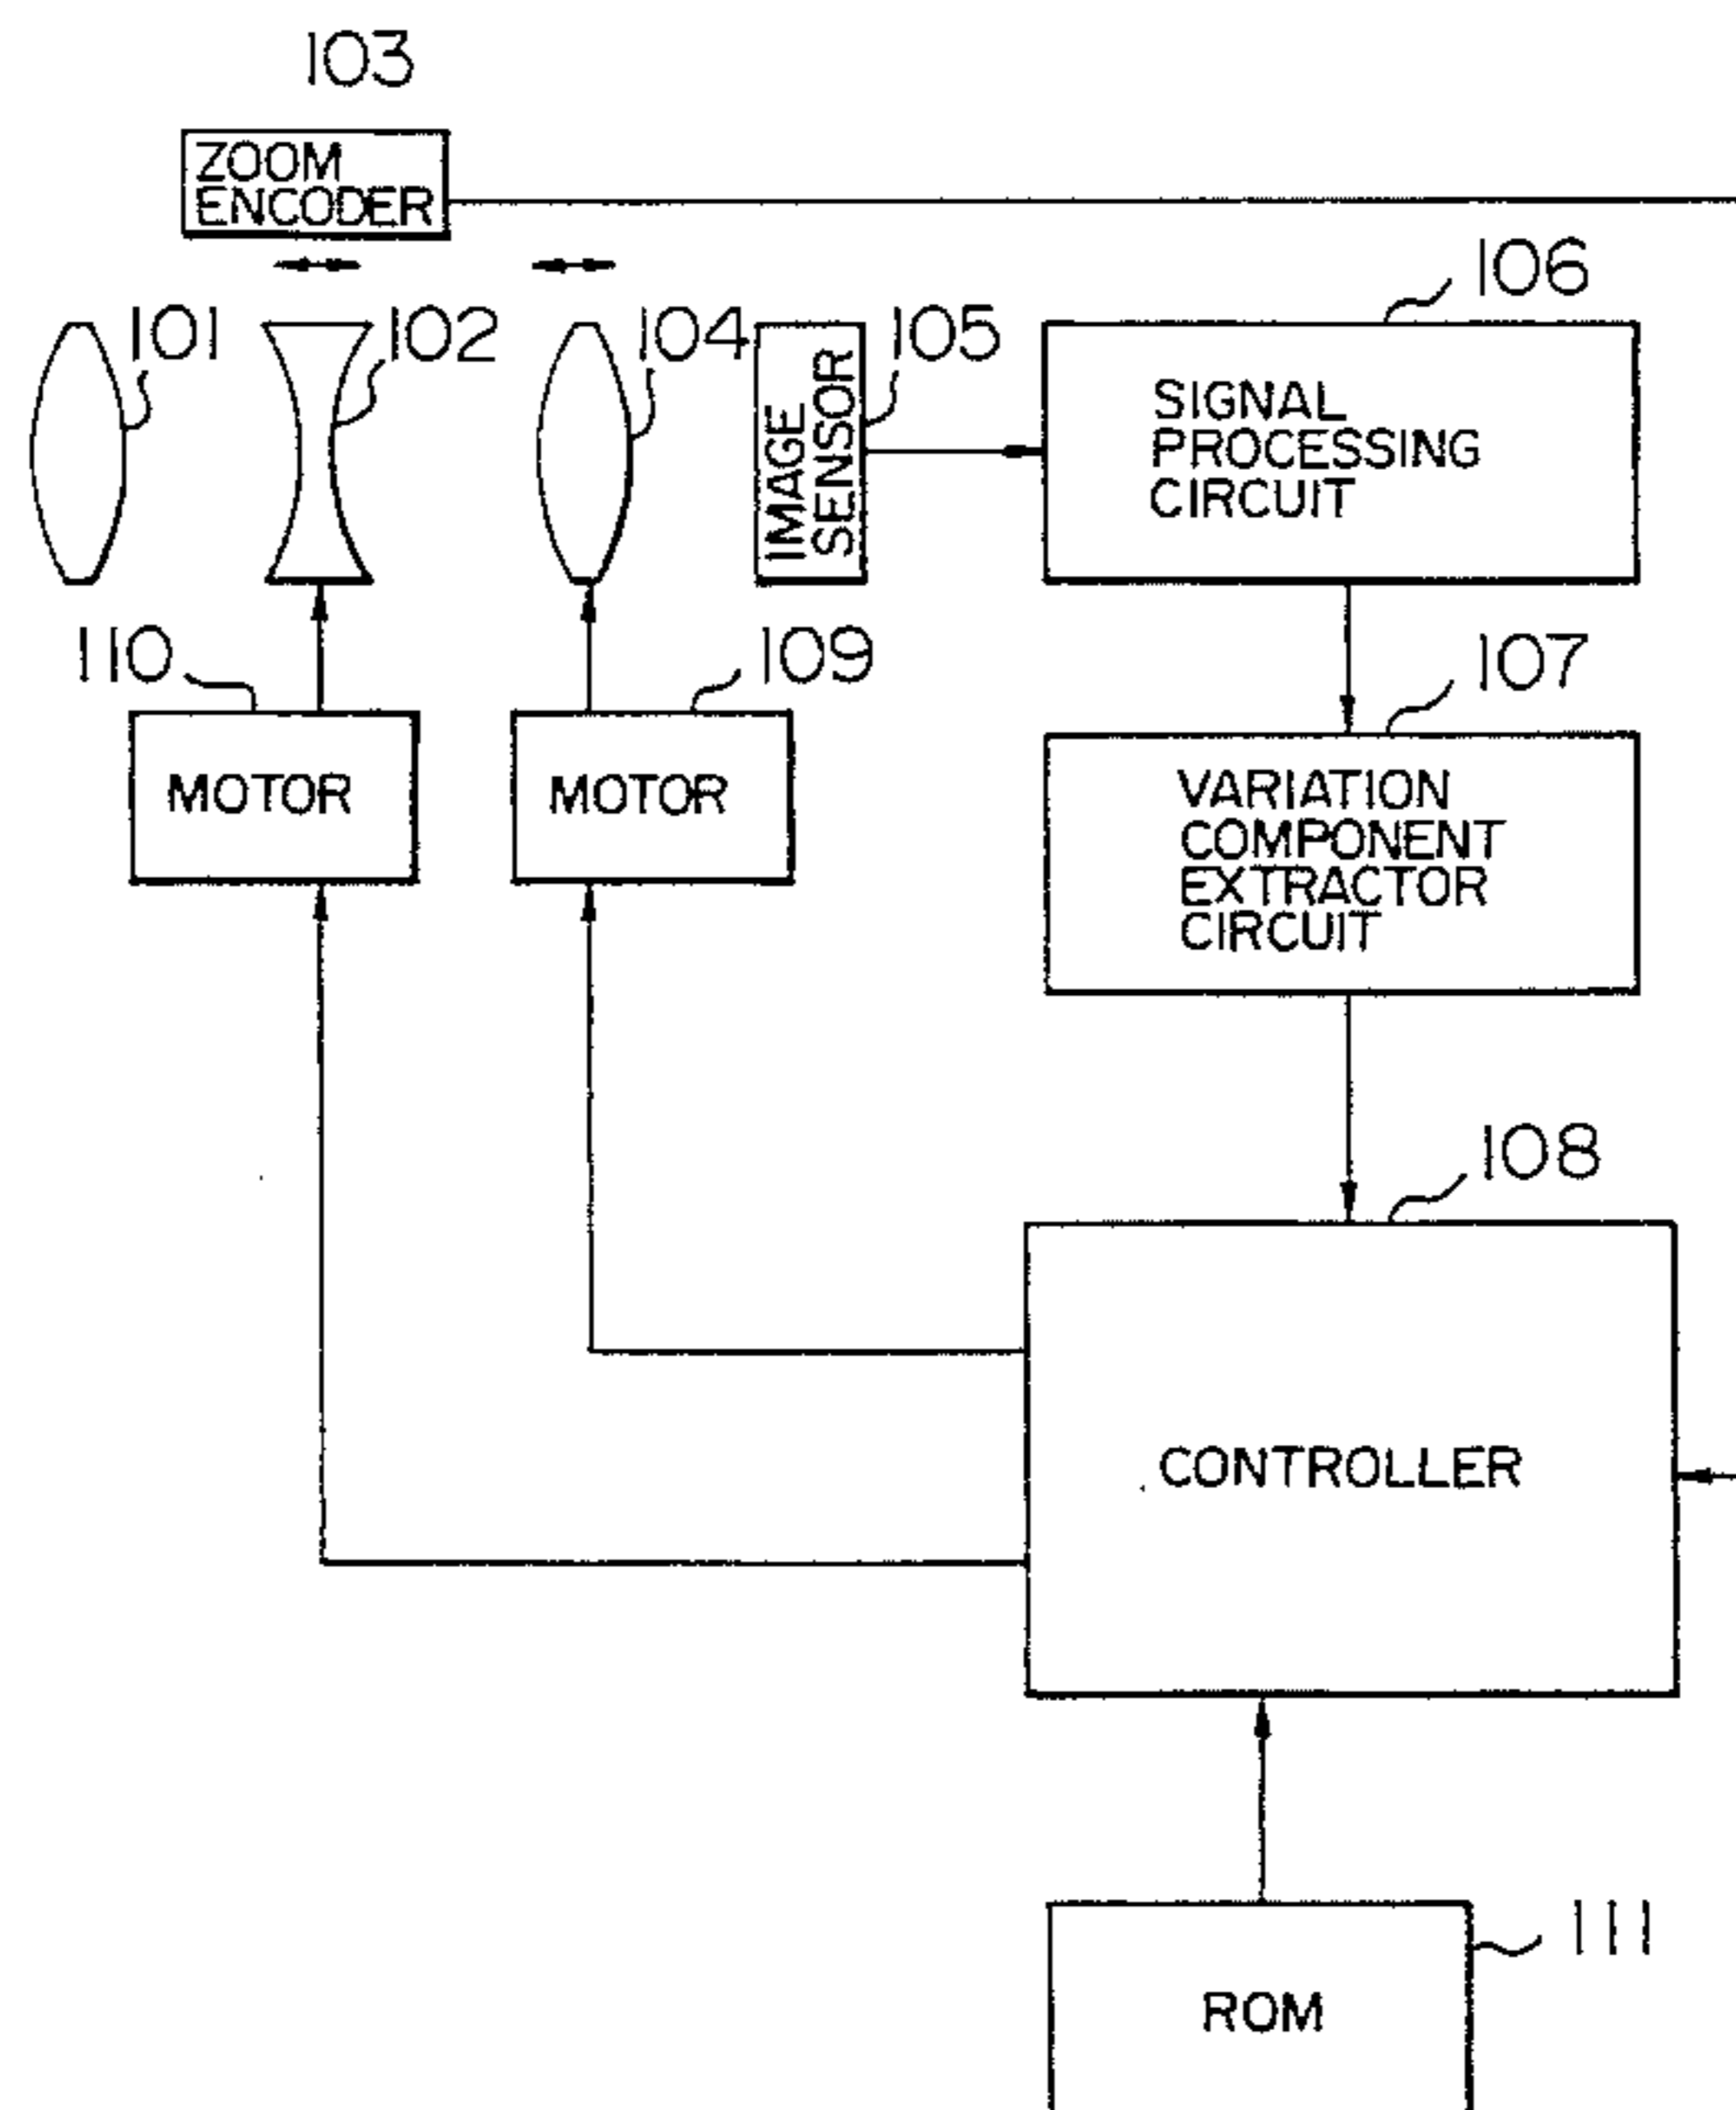 103
ZOOM
ENCODER
106
101
102
104
105
IMAGE
SENSOR
SIGNAL
PROCESSING
CIRCUIT
110
109
107
MOTOR
MOTOR
VARIATION
COMPONENT
EXTRACTOR
CIRCUIT
108
CONTROLLER
111
ROM